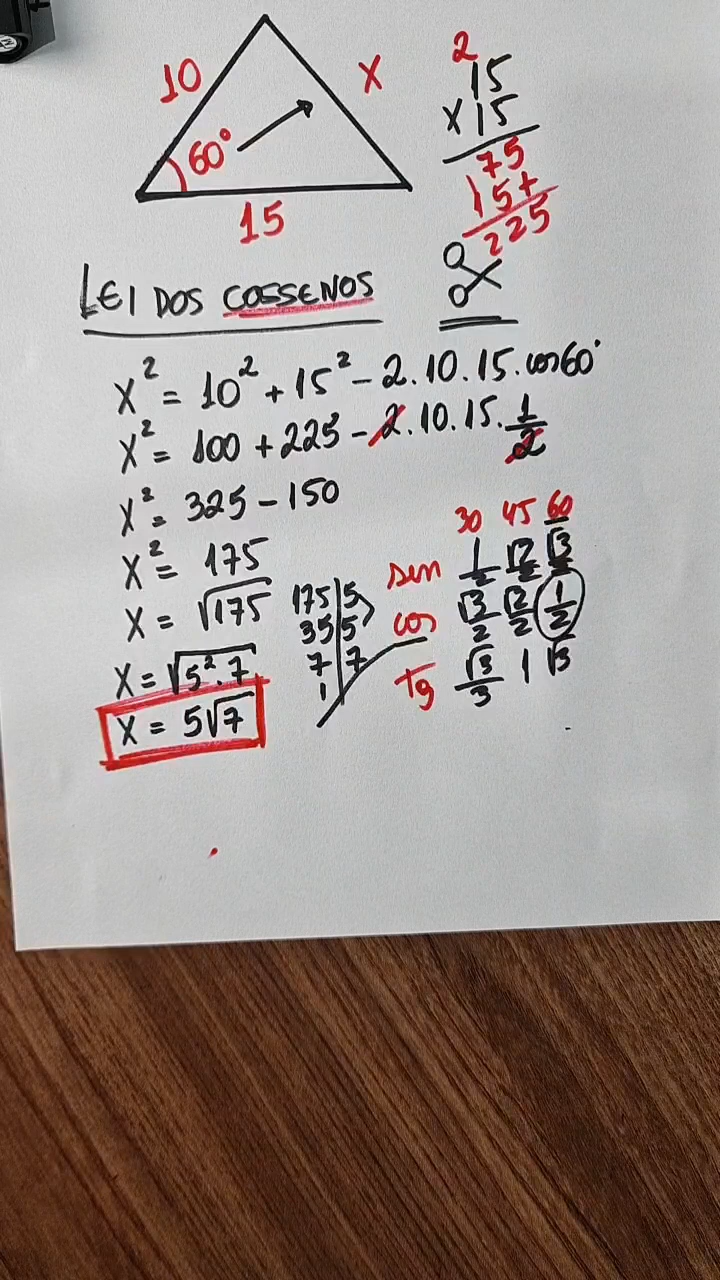 10
x
60°
15
2
15
x 15
75
15+
225
LEI DOS COSSENOS
x² = 10² + 15² - 2.10.15.cos60°
x² = 100 + 225 - 2.10.15.1/2
x² = 325 - 150
x² = 175
x = √175
x = √5².7
x = 5√7
175|5
35|5
7|7
1
30 45 60
sen 1/2 √2/2 √3/2
cos √3/2 √2/2 1/2
Tg √3/3 1 √3